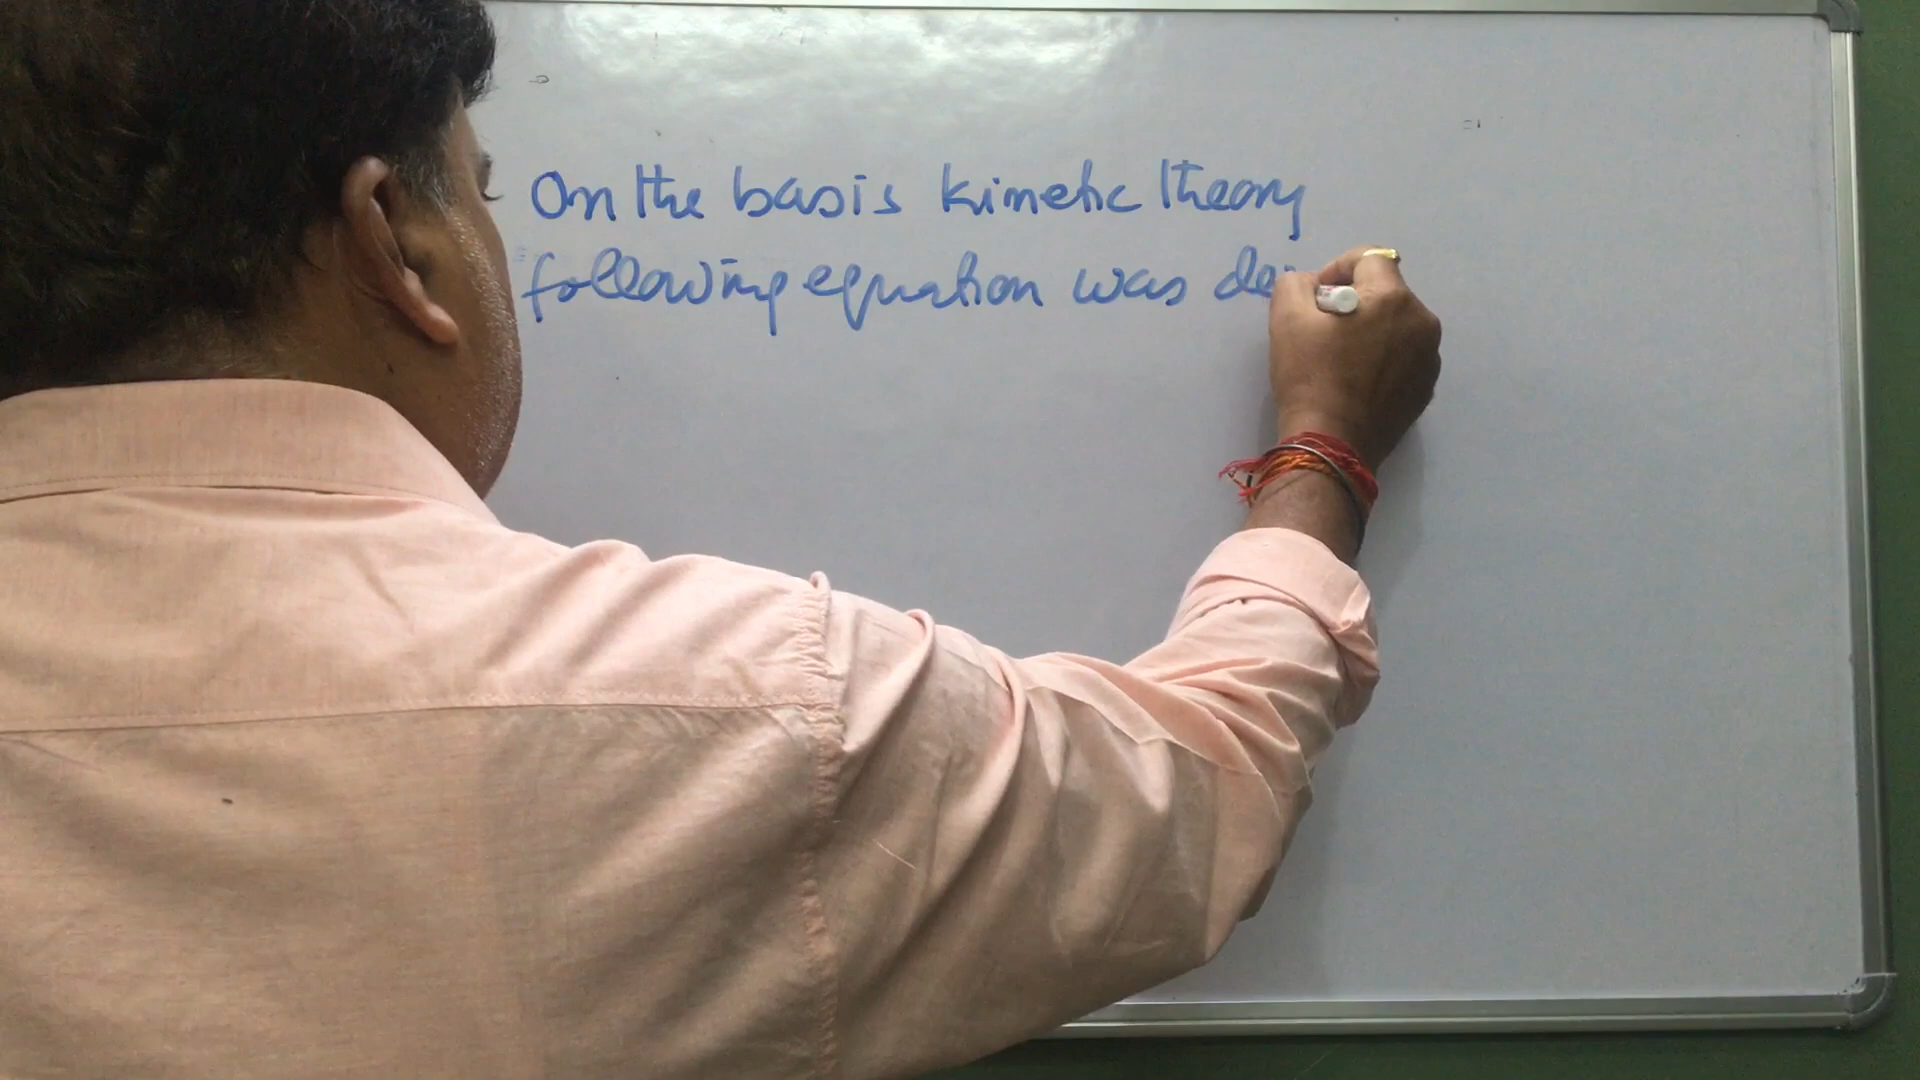 On the basis kinetic theory
following equation was